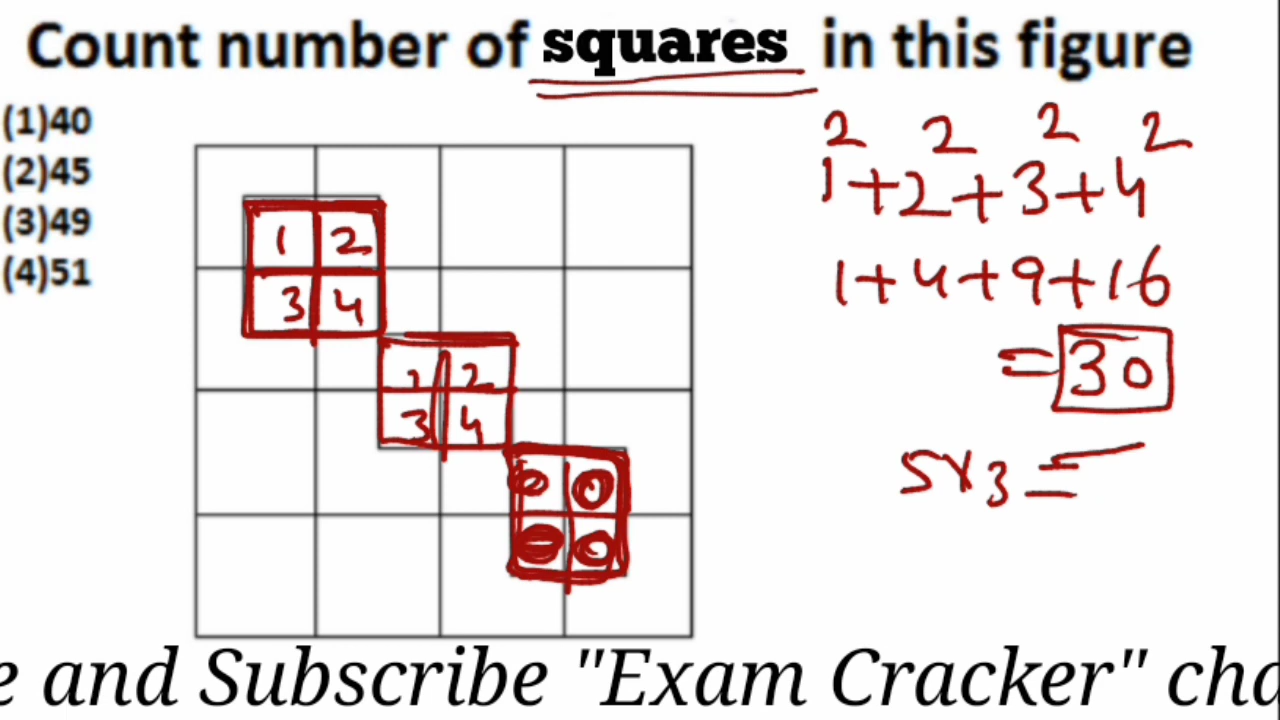 Count number of squares in this figure
(1)40
(2)45
(3)49
(4)51
1 2
3 4
1 2
3 4
1² + 2² + 3² + 4²
1 + 4 + 9 + 16
= 30
5 x 3 =
e and Subscribe "Exam Cracker" cha